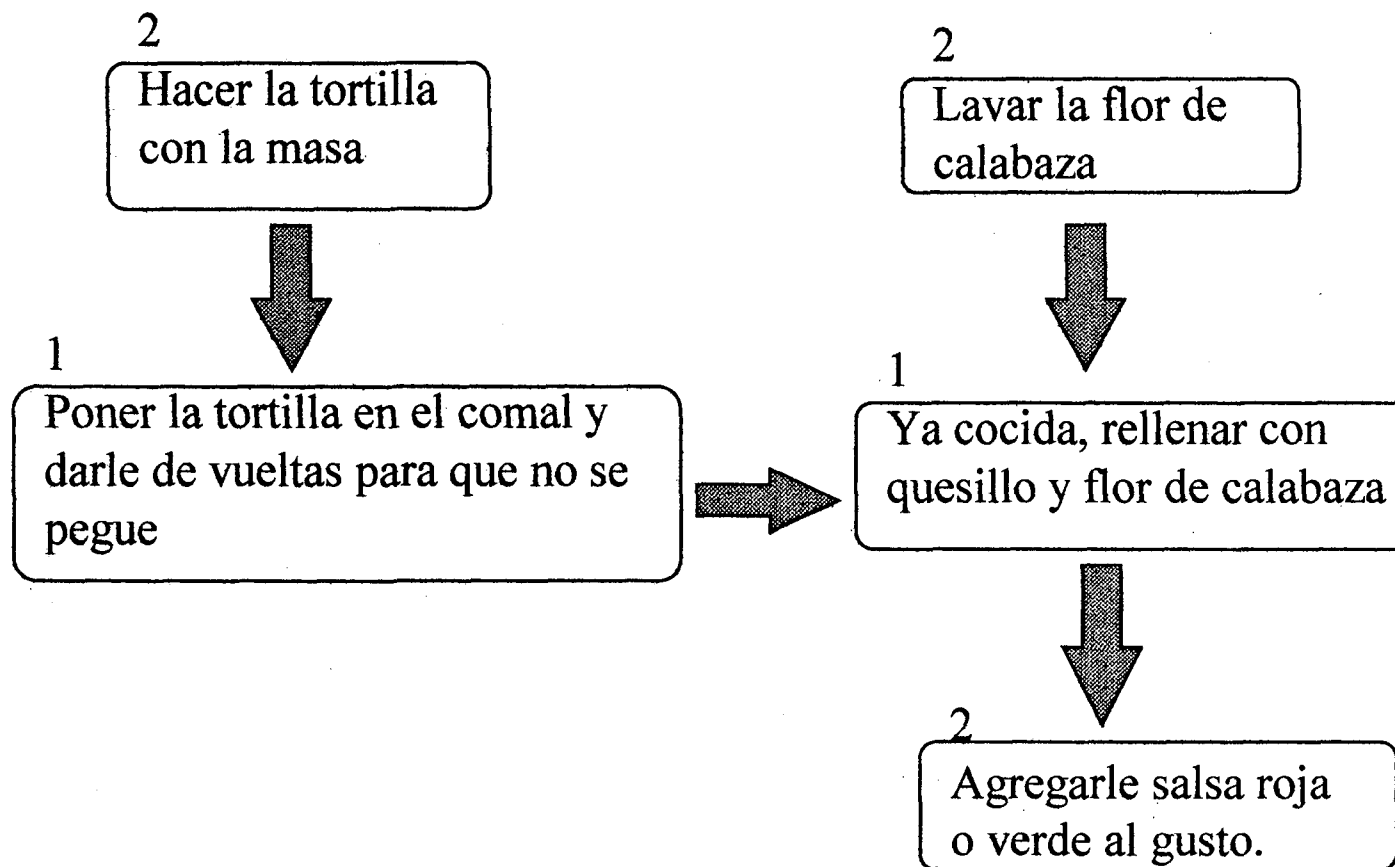 2
Hacer la tortilla
con la masa
2
Lavar la flor de
calabaza
1
Poner la tortilla en el comal y
darle de vueltas para que no se
pegue
1
Ya cocida, rellenar con
quesillo y flor de calabaza
2
Agregarle salsa roja
o verde al gusto.